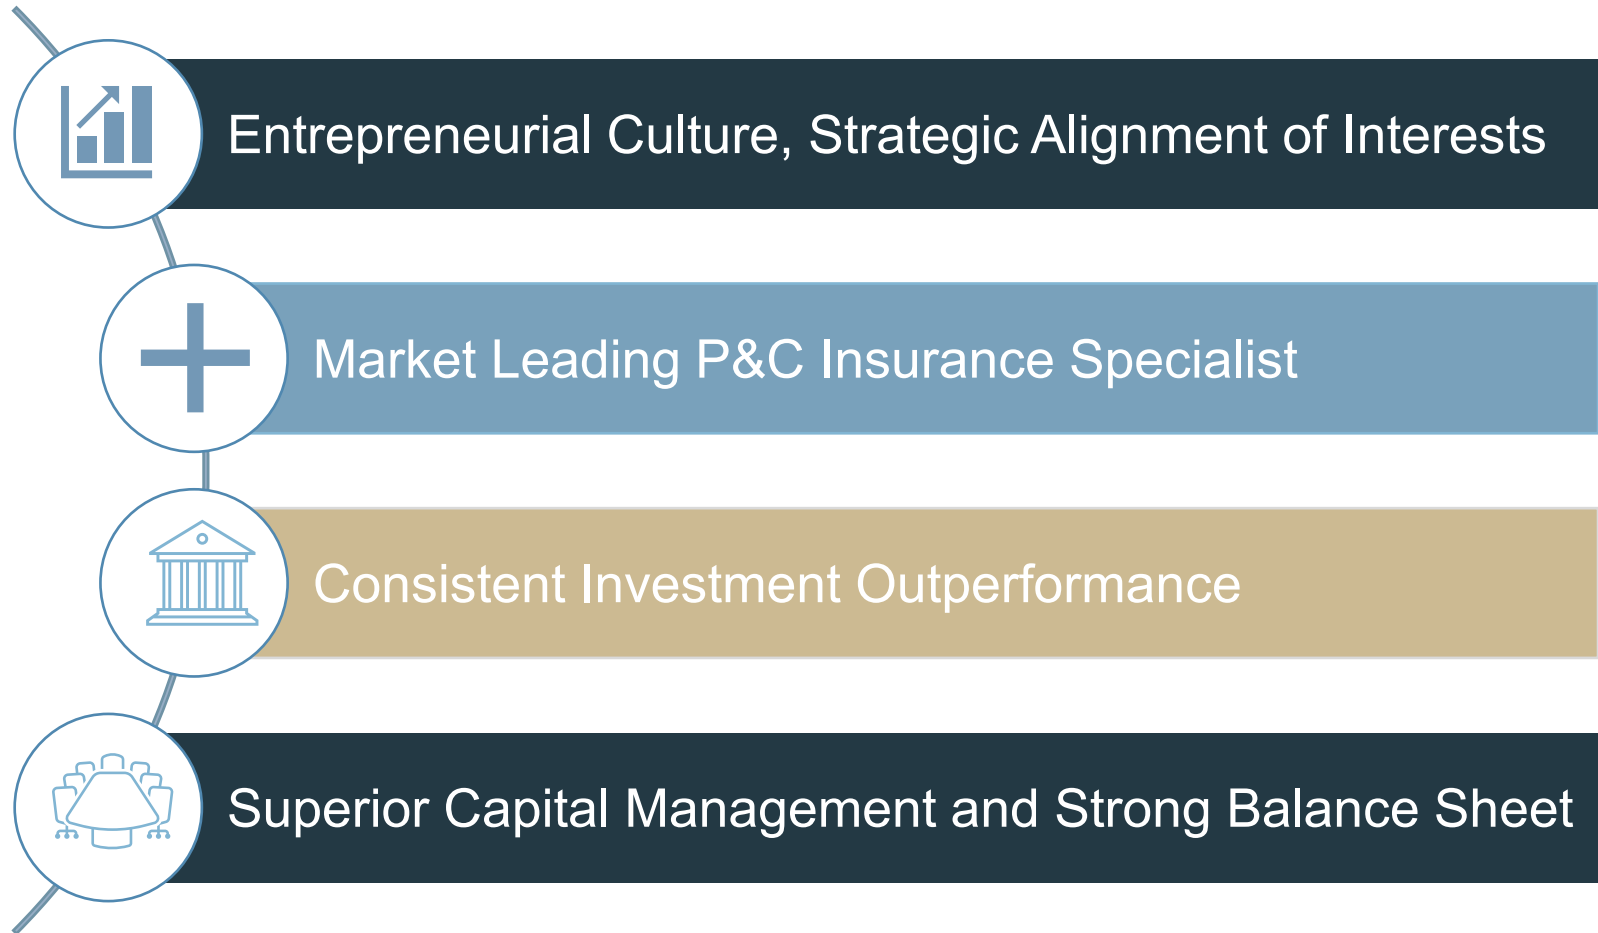 Entrepreneurial Culture, Strategic Alignment of Interests
Market Leading P&C Insurance Specialist
Consistent Investment Outperformance
Superior Capital Management and Strong Balance Sheet